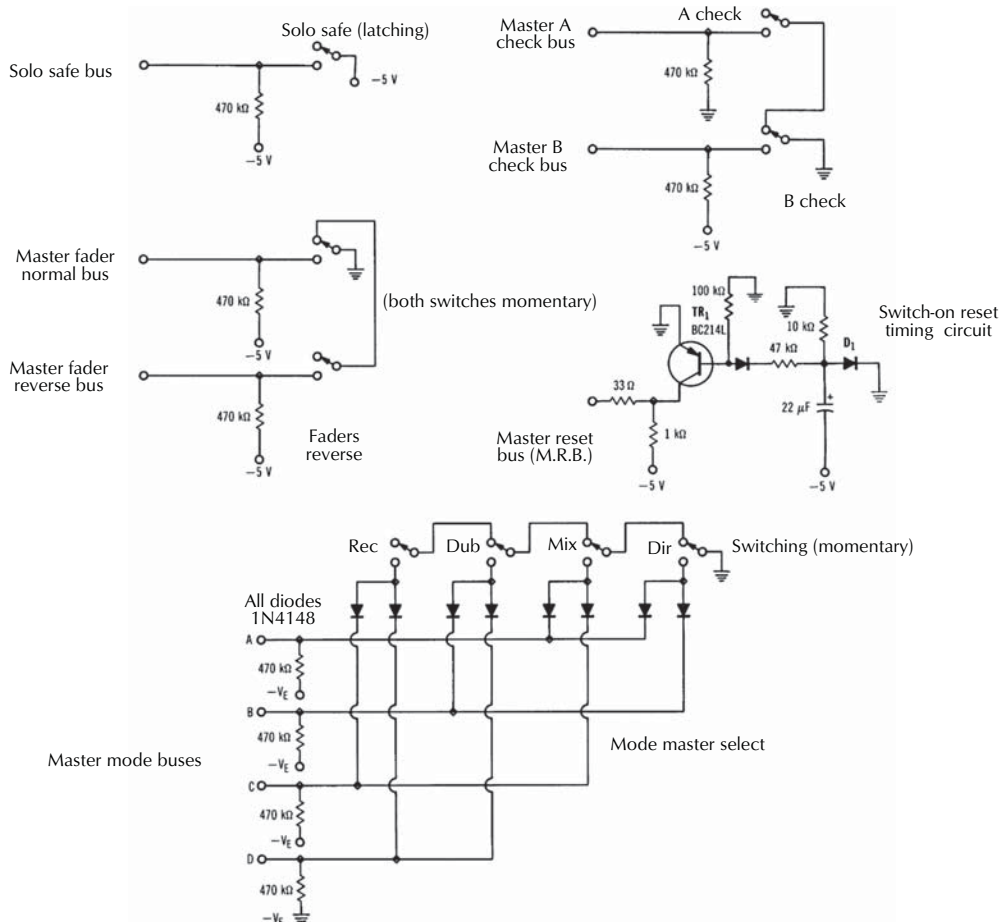 Solo safe (latching)
Solo safe bus
–5 V
470 kΩ
–5 V
A check
Master A
check bus
470 kΩ
Master B
check bus
470 kΩ
B check
–5 V
Master fader
normal bus
470 kΩ
(both switches momentary)
–5 V
Master fader
reverse bus
470 kΩ
Faders
reverse
–5 V
100 kΩ
TR1
BC214L
10 kΩ
Switch-on reset
timing circuit
D1
47 kΩ
33 Ω
22 µF
+
Master reset
bus (M.R.B.)
1 kΩ
–5 V
–5 V
Rec
Dub
Mix
Dir
Switching (momentary)
All diodes
1N4148
A
470 kΩ
–VE
B
470 kΩ
–VE
Mode master select
Master mode buses
C
470 kΩ
–VE
D
470 kΩ
–VE